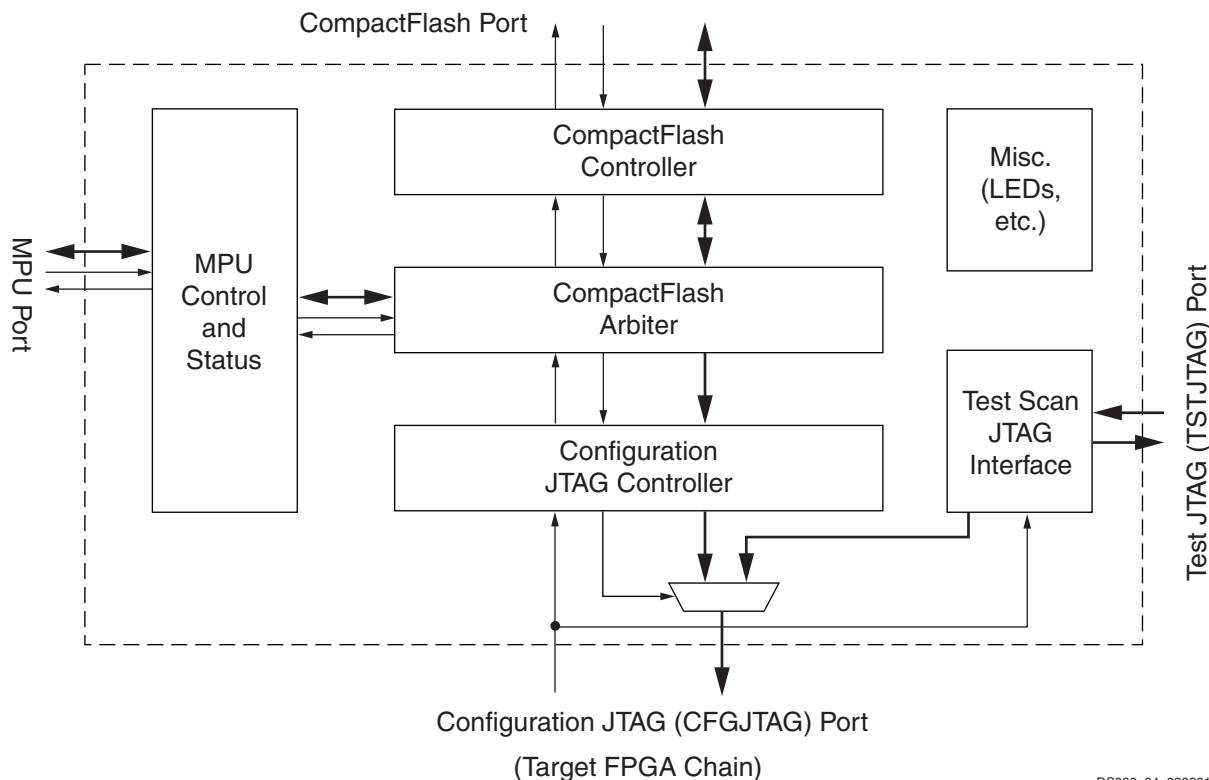 CompactFlash Port
CompactFlash
Controller
Misc.
(LEDs,
etc.)
MPU Port
MPU
Control
and
Status
CompactFlash
Arbiter
Test JTAG (TSTJTAG) Port
Test Scan
JTAG
Interface
Configuration
JTAG Controller
Configuration JTAG (CFGJTAG) Port
(Target FPGA Chain)